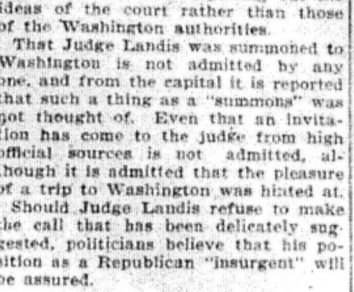 ideas of the court rather than those
of the Washington authorities.
That Judge Landis was summoned to
Washington is not admitted by any
one, and from the capital it is reported
that such a thing as a "summons" was
not thought of. Even that an invita-
tion has come to the judge from high
official sources is not admitted, al-
though it is admitted that the pleasure
of a trip to Washington was hinted at.
Should Judge Landis refuse to make
the call that has been delicately sug-
gested, politicians believe that his po-
sition as a Republican "insurgent" will
be assured.